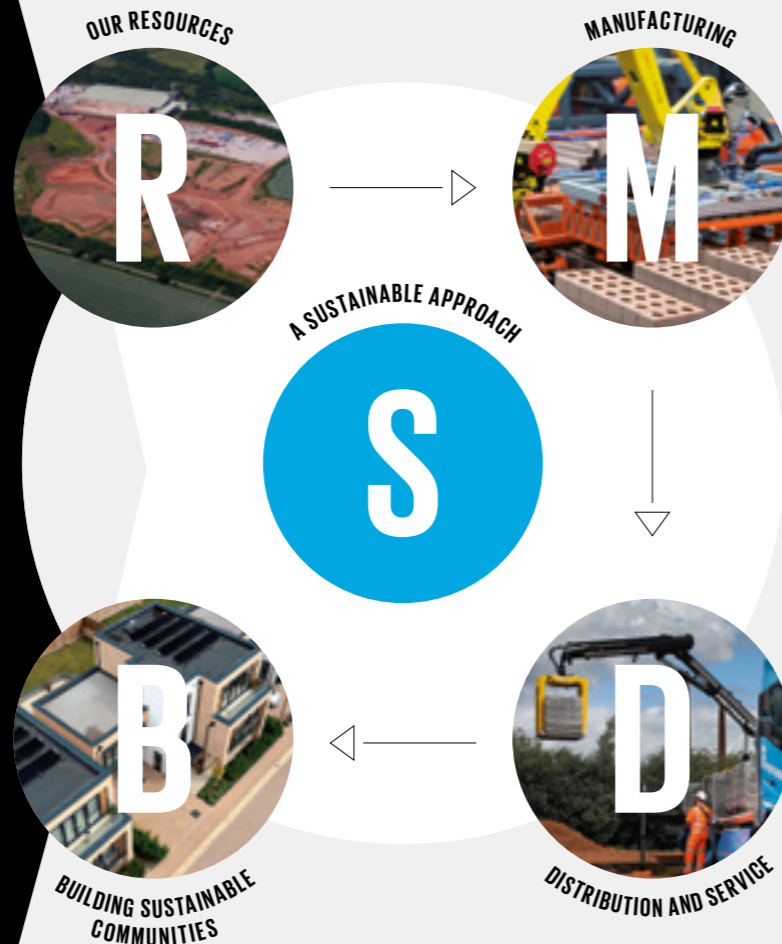 OUR RESOURCES
R
MANUFACTURING
M
A SUSTAINABLE APPROACH
S
B
BUILDING SUSTAINABLE
COMMUNITIES
D
DISTRIBUTION AND SERVICE